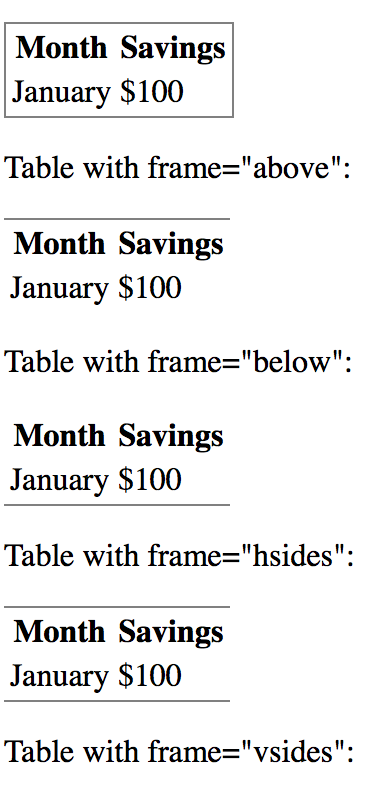 Month Savings
January $100
Table with frame="above":
Month Savings
January $100
Table with frame="below":
Month Savings
January $100
Table with frame="hsides":
Month Savings
January $100
Table with frame="vsides":